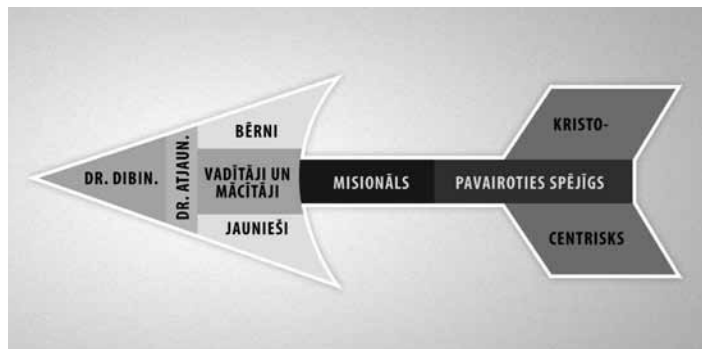 DR. DIBIN.
DR. ATJAUN.
BĒRNI
VADĪTĀJI UN
MĀCĪTĀJI
JAUNIEŠI
MISIONĀLS
PAVAIROTIES SPĒJĪGS
KRISTO-
CENTRISKS